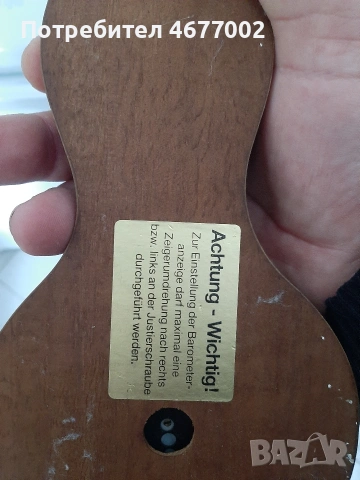 Потребител 4677002
Achtung - Wichtig!
Zur Einstellung der Barometer-
anzeige darf maximal eine
Zeigerumdrehung nach rechts
bzw. links an der Justierschraube
durchgeführt werden.
BAZAR